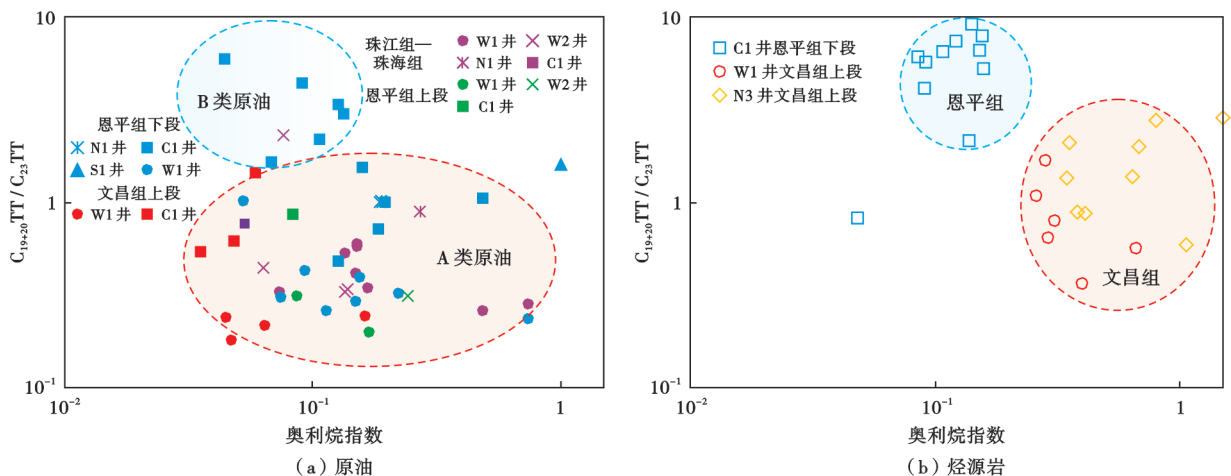 10
1
10⁻¹
C₁₉₊₂₀TT / C₂₃TT
10⁻²
10⁻¹
1
奥利烷指数
(a) 原油
珠江组—
珠海组
W1 井
W2 井
N1 井
C1 井
恩平组上段
W1 井
W2 井
C1 井
B 类原油
恩平组下段
N1 井
C1 井
S1 井
W1 井
文昌组上段
W1 井
C1 井
A 类原油
10
1
10⁻¹
C₁₉₊₂₀TT / C₂₃TT
10⁻²
10⁻¹
1
奥利烷指数
(b) 烃源岩
C1 井恩平组下段
W1 井文昌组上段
N3 井文昌组上段
恩平组
文昌组